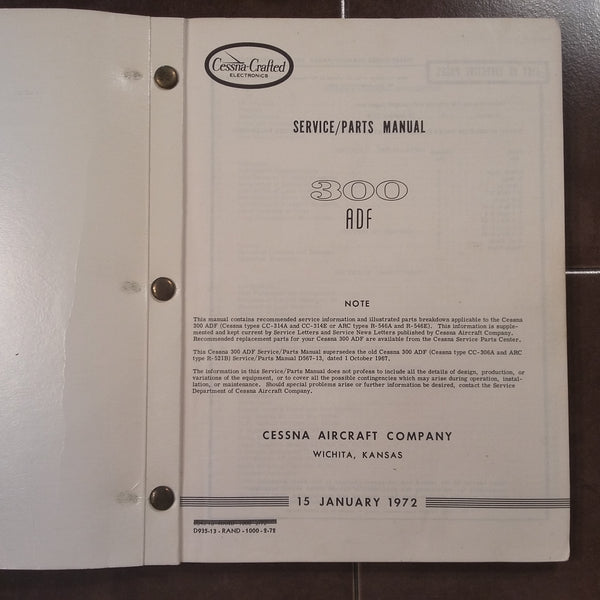 Cessna-Crafted
ELECTRONICS
SERVICE/PARTS MANUAL
300
ADF
NOTE
This manual contains recommended service information and illustrated parts breakdown applicable to the Cessna
300 ADF (Cessna types CC-314A and CC-314E or ARC types R-546A and R-546E). This information is supple-
mented and kept current by Service Letters and Service News Letters published by Cessna Aircraft Company.
Recommended replacement parts for your Cessna 300 ADF are available from the Cessna Service Parts Center.
This Cessna 300 ADF Service/Parts Manual supersedes the old Cessna 300 ADF (Cessna type CC-306A and ARC
type R-521B) Service/Parts Manual D567-13, dated 1 October 1967.
The information in this Service/Parts Manual does not profess to include all the details of design, production, or
variations of the equipment, or to cover all the possible contingencies which may arise during operation, instal-
lation, or maintenance. Should special problems arise or further information be desired, contact the Service
Department of Cessna Aircraft Company.
CESSNA AIRCRAFT COMPANY
WICHITA, KANSAS
15 JANUARY 1972
D935-13 - RAND - 1000 - 2-72